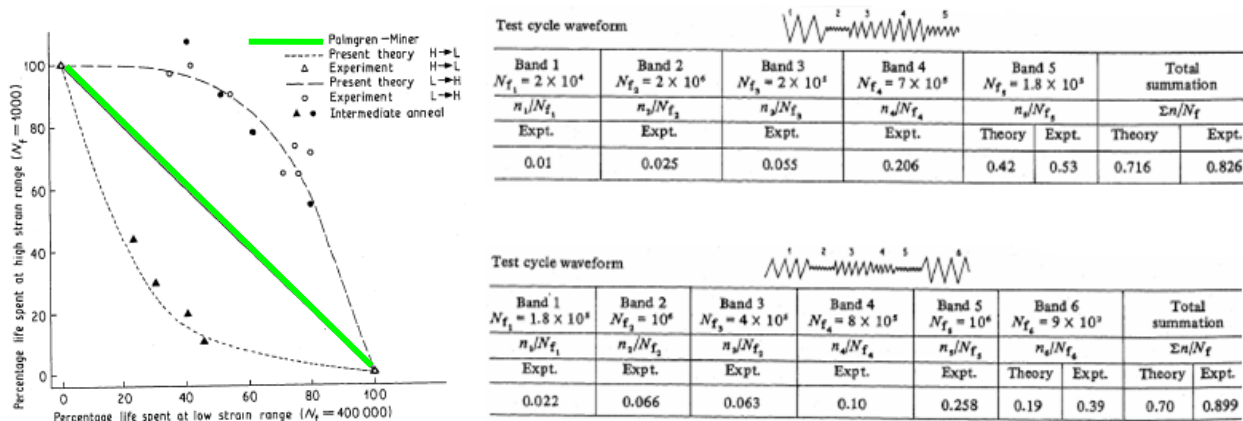 Palmgren-Miner
Present theory H→L
Experiment H→L
Present theory L→H
Experiment L→H
Intermediate anneal
Percentage life spent at high strain range (Nf = 1000)
100
80
60
40
20
0
0 20 40 60 80 100
Percentage life spent at low strain range (Nf = 400 000)
Test cycle waveform
1 2 3 4 5
Band 1 Band 2 Band 3 Band 4 Band 5 Total
Nf1 = 2 × 10⁴ Nf2 = 2 × 10⁶ Nf3 = 2 × 10⁵ Nf4 = 7 × 10⁵ Nf5 = 1.8 × 10⁵ summation
n1/Nf1 n2/Nf2 n3/Nf3 n4/Nf4 n5/Nf5 Σn/Nf
Expt. Expt. Expt. Expt. Theory Expt. Theory Expt.
0.01 0.025 0.055 0.206 0.42 0.53 0.716 0.826
Test cycle waveform
1 2 3 4 5 6
Band 1 Band 2 Band 3 Band 4 Band 5 Band 6 Total
Nf1 = 1.8 × 10⁵ Nf2 = 10⁶ Nf3 = 4 × 10⁵ Nf4 = 8 × 10⁵ Nf5 = 10⁶ Nf6 = 9 × 10³ summation
n1/Nf1 n2/Nf2 n3/Nf3 n4/Nf4 n5/Nf5 n6/Nf6 Σn/Nf
Expt. Expt. Expt. Expt. Expt. Theory Expt. Theory Expt.
0.022 0.066 0.063 0.10 0.258 0.19 0.39 0.70 0.899